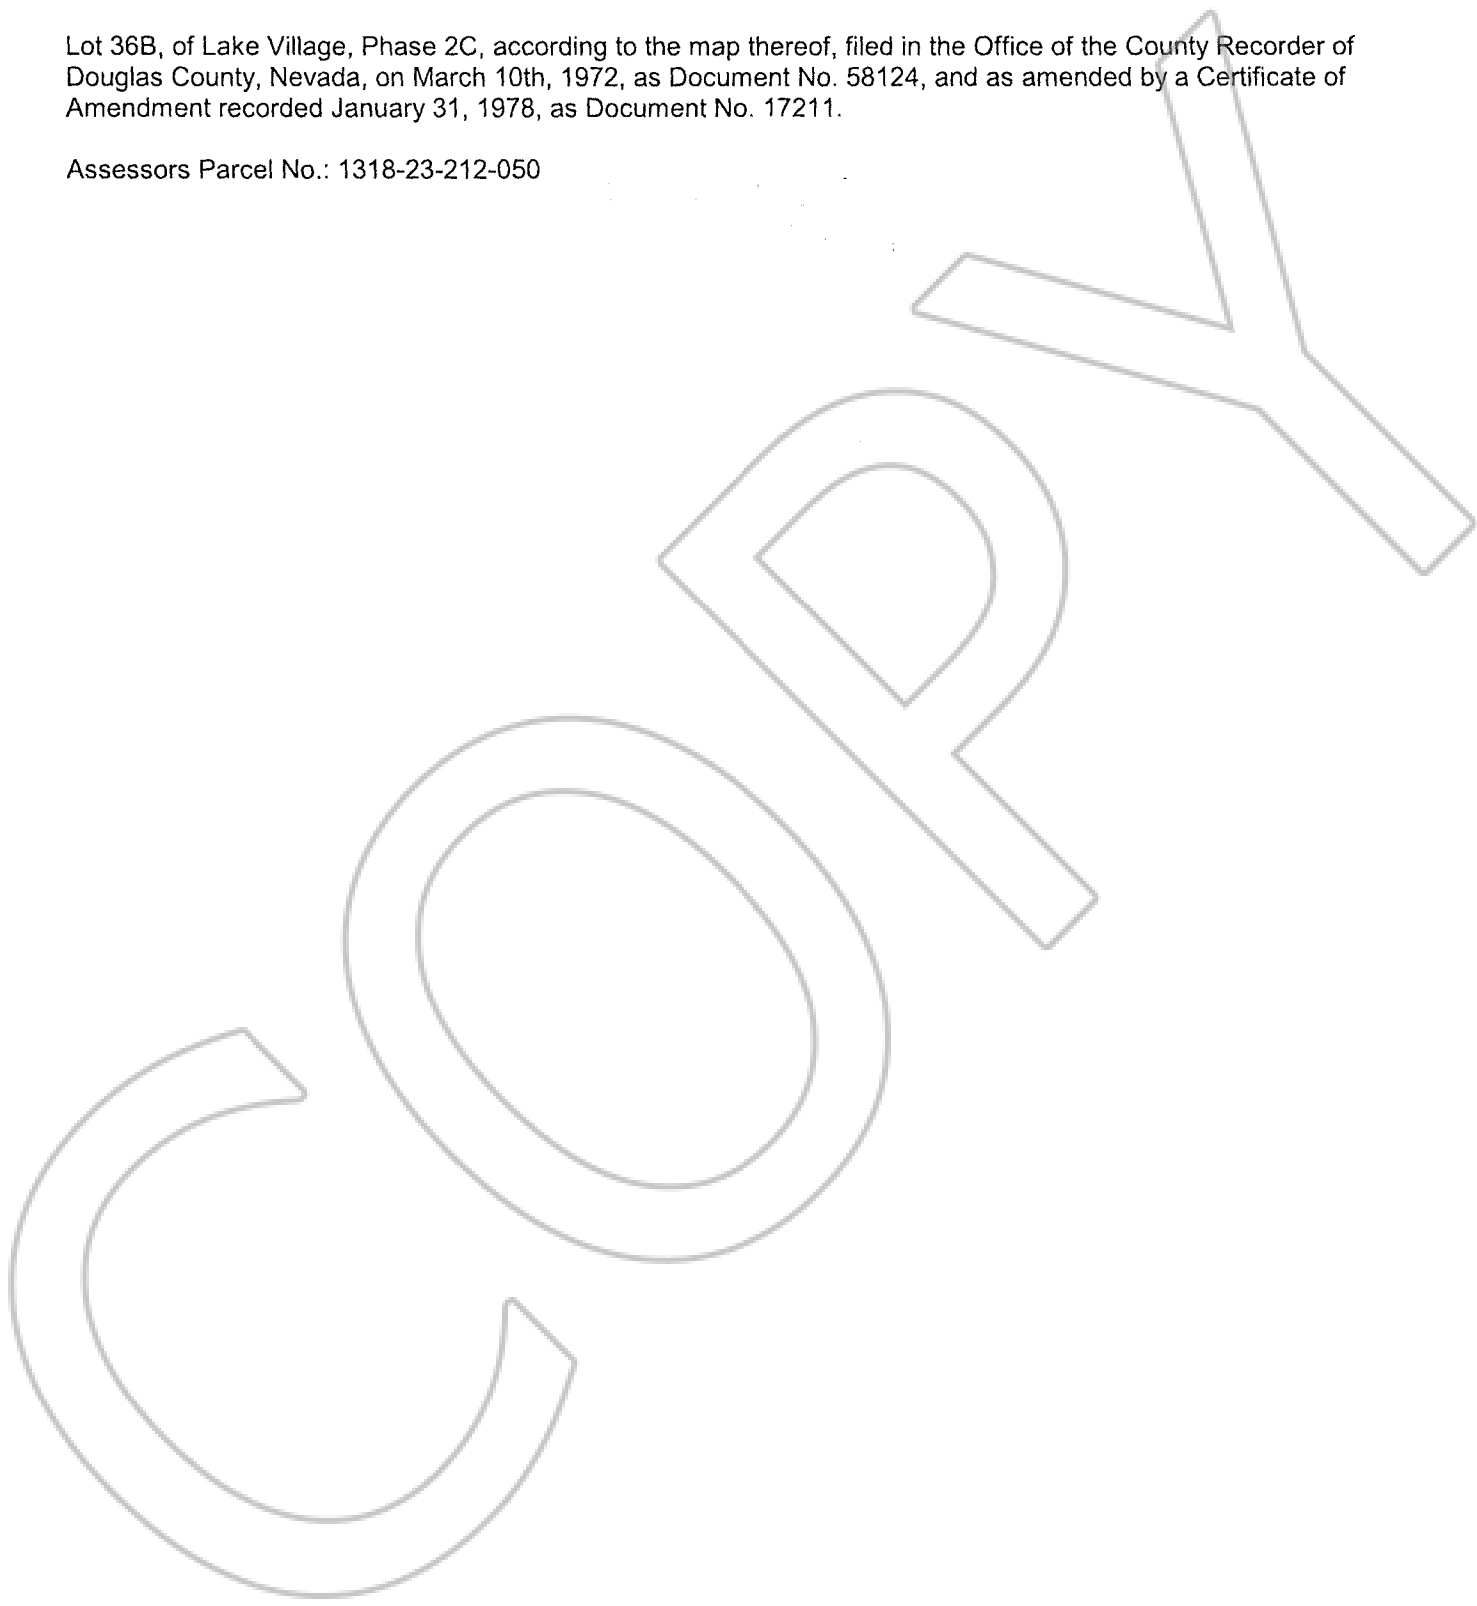 Lot 36B, of Lake Village, Phase 2C, according to the map thereof, filed in the Office of the County Recorder of
Douglas County, Nevada, on March 10th, 1972, as Document No. 58124, and as amended by a Certificate of
Amendment recorded January 31, 1978, as Document No. 17211.
Assessors Parcel No.: 1318-23-212-050
COPY